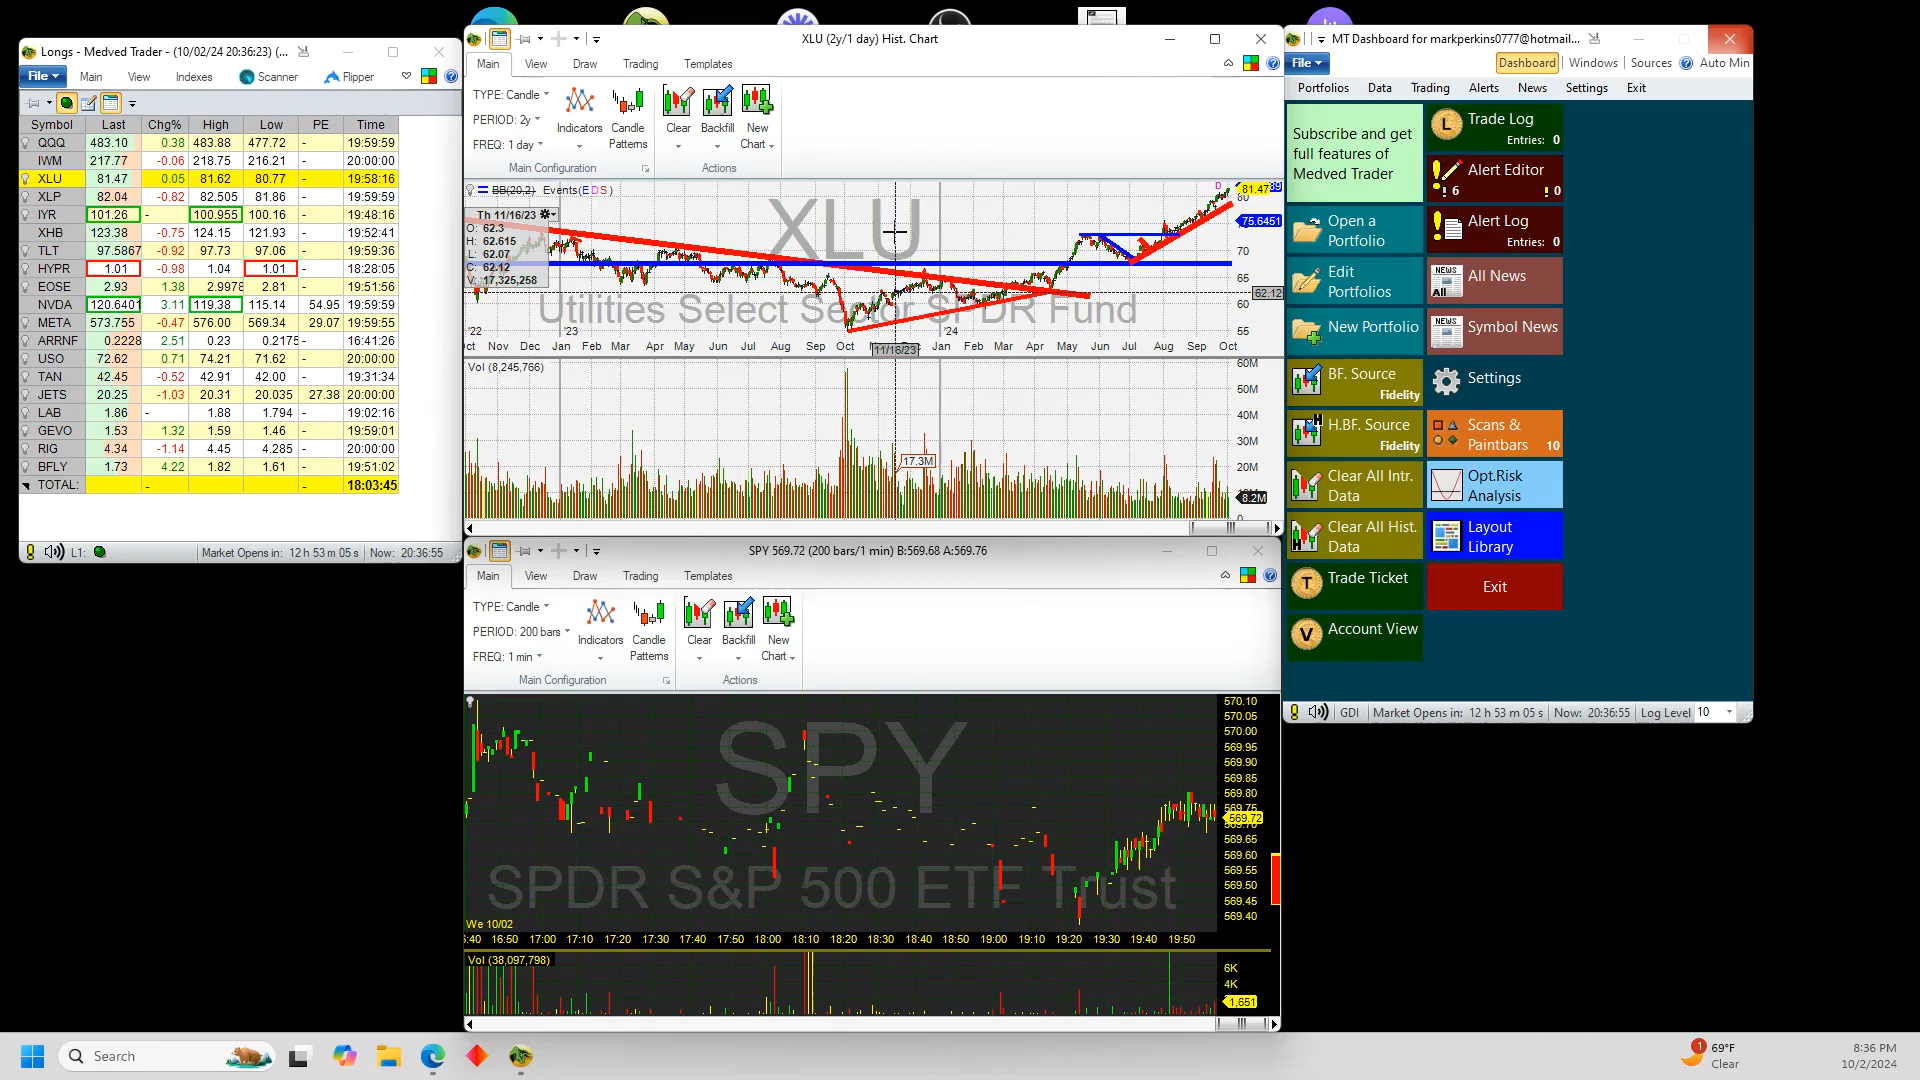 Longs - Medved Trader - (10/02/24 20:36:23) (...
File Main View Indexes Scanner Flipper
Symbol Last Chg% High Low PE Time
QQQ 483.10 0.38 483.88 477.72 - 19:59:59
IWM 217.77 -0.06 218.75 216.21 - 20:00:00
XLU 81.47 0.05 81.62 80.77 - 19:58:16
XLP 82.04 -0.82 82.505 81.86 - 19:59:59
IYR 101.26 - 100.955 100.16 - 19:48:16
XHB 123.38 -0.75 124.15 121.93 - 19:52:41
TLT 97.5867 -0.92 97.73 97.06 - 19:59:36
HYPR 1.01 -0.98 1.04 1.01 - 18:28:05
EOSE 2.93 1.38 2.9978 2.81 - 19:51:56
NVDA 120.6401 3.11 119.38 115.14 54.95 19:59:59
META 573.755 -0.47 576.00 569.34 29.07 19:59:55
ARRNF 0.2228 2.51 0.23 0.2175 - 16:41:26
USO 72.62 0.71 74.21 71.62 - 20:00:00
TAN 42.45 -0.52 42.91 42.00 - 19:31:34
JETS 20.25 -1.03 20.31 20.035 27.38 20:00:00
LAB 1.86 - 1.88 1.794 - 19:02:16
GEVO 1.53 1.32 1.59 1.46 - 19:59:01
RIG 4.34 -1.14 4.45 4.285 - 20:00:00
BFLY 1.73 4.22 1.82 1.61 - 19:51:02
TOTAL: - - 18:03:45
L1: Market Opens in: 12 h 53 m 05 s Now: 20:36:55
XLU (2y/1 day) Hist. Chart
Main View Draw Trading Templates
TYPE: Candle
PERIOD: 2y
FREQ: 1 day
Indicators
Candle Patterns
Clear
Backfill
New Chart
Main Configuration Actions
BB(20,2) Events(EDS)
Th 11/16/23
O: 62.3
H: 62.615
L: 62.07
C: 62.12
V: 17,325,258
XLU
Utilities Select Sector SPDR Fund
D
81.47
80
75.6451
70
65
62.12
60
55
'22 '23 '24
Nov Dec Jan Feb Mar Apr May Jun Jul Aug Sep Oct Jan Feb Mar Apr May Jun Jul Aug Sep Oct
11/16/23
Vol (8,245,766)
60M
50M
40M
30M
20M
17.3M
8.2M
0
SPY 569.72 (200 bars/1 min) B:569.68 A:569.76
Main View Draw Trading Templates
TYPE: Candle
PERIOD: 200 bars
FREQ: 1 min
Indicators
Candle Patterns
Clear
Backfill
New Chart
Main Configuration Actions
SPY
SPDR S&P 500 ETF Trust
570.10
570.05
570.00
569.95
569.90
569.85
569.80
569.75
569.72
569.65
569.60
569.55
569.50
569.45
569.40
We 10/02
:40 16:50 17:00 17:10 17:20 17:30 17:40 17:50 18:00 18:10 18:20 18:30 18:40 18:50 19:00 19:10 19:20 19:30 19:40 19:50
Vol (38,097,798)
6K
4K
1,651
MT Dashboard for markperkins0777@hotmail...
File Dashboard Windows Sources Auto Min
Portfolios Data Trading Alerts News Settings Exit
Subscribe and get full features of Medved Trader
Trade Log
Entries: 0
Alert Editor
! 6 ! 0
Open a Portfolio
Alert Log
Entries: 0
Edit Portfolios
NEWS All
All News
New Portfolio
NEWS
Symbol News
BF. Source
Fidelity
Settings
H.BF. Source
Fidelity
Scans & Paintbars 10
Clear All Intr. Data
Opt.Risk Analysis
Clear All Hist. Data
Layout Library
Trade Ticket
Exit
Account View
GDI Market Opens in: 12 h 53 m 05 s Now: 20:36:55 Log Level 10
Search
1
69°F
Clear
8:36 PM
10/2/2024